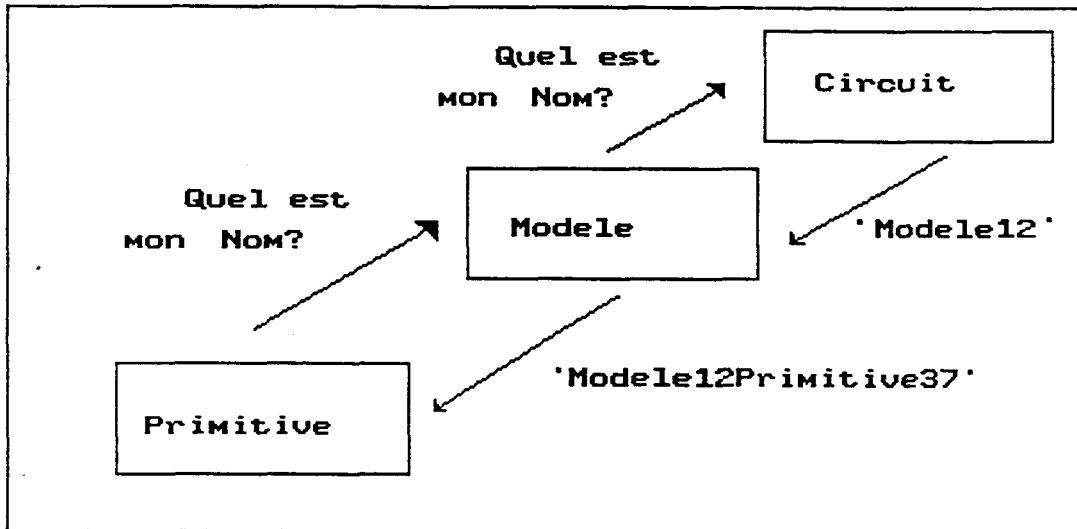 Quel est
mon Nom?
Circuit
Quel est
mon Nom?
Modele
'Modele12'
'Modele12Primitive37'
Primitive